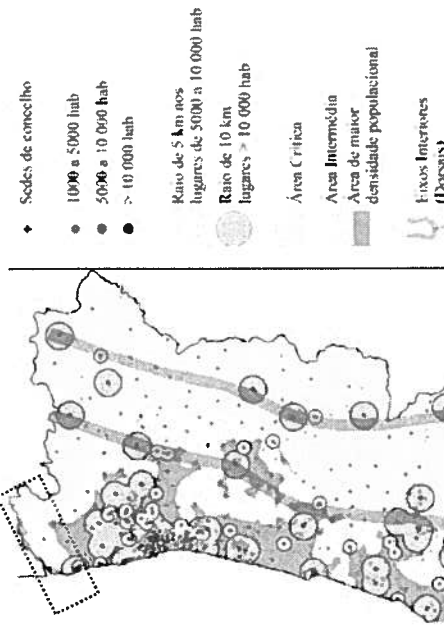 Sedes de concelho
1000 a 5000 hab
5000 a 10 000 hab
> 10 000 hab
Raio de 5 km nos
lugares de 5000 a 10 000 hab
Raio de 10 km
lugares > 10 000 hab
Área Crítica
Área Intermédia
Área de maior
densidade populacional
Eixos Interiores
(Dorsais)